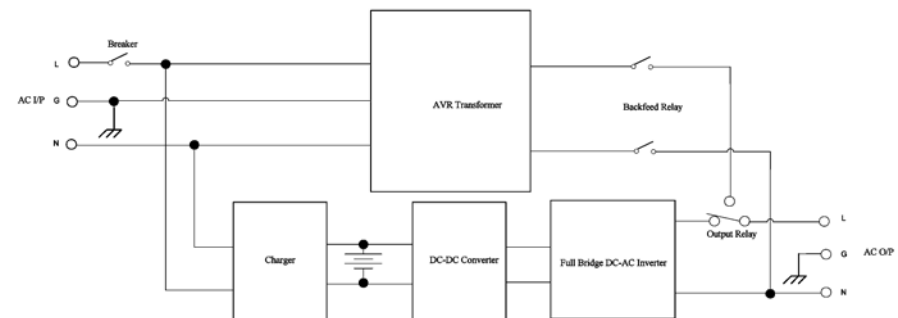 Breaker
L
AC I/P G
N
AVR Transformer
Backfeed Relay
L
Output Relay
G AC O/P
N
Charger
DC-DC Converter
Full Bridge DC-AC Inverter